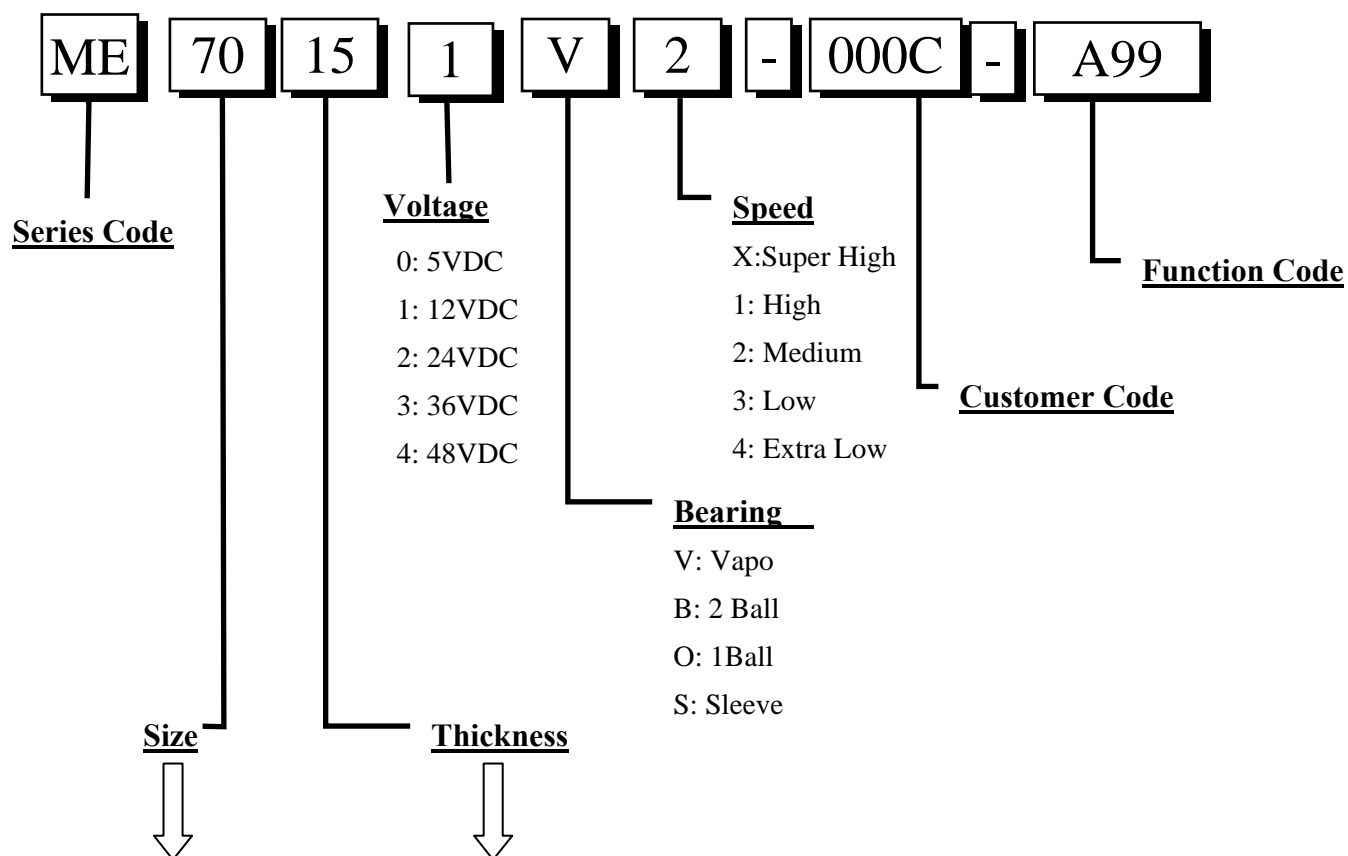 ME 70 15 1 V 2 - 000C - A99
Series Code
Voltage
0: 5VDC
1: 12VDC
2: 24VDC
3: 36VDC
4: 48VDC
Speed
X:Super High
1: High
2: Medium
3: Low
4: Extra Low
Function Code
Customer Code
Bearing
V: Vapo
B: 2 Ball
O: 1Ball
S: Sleeve
Size
Thickness